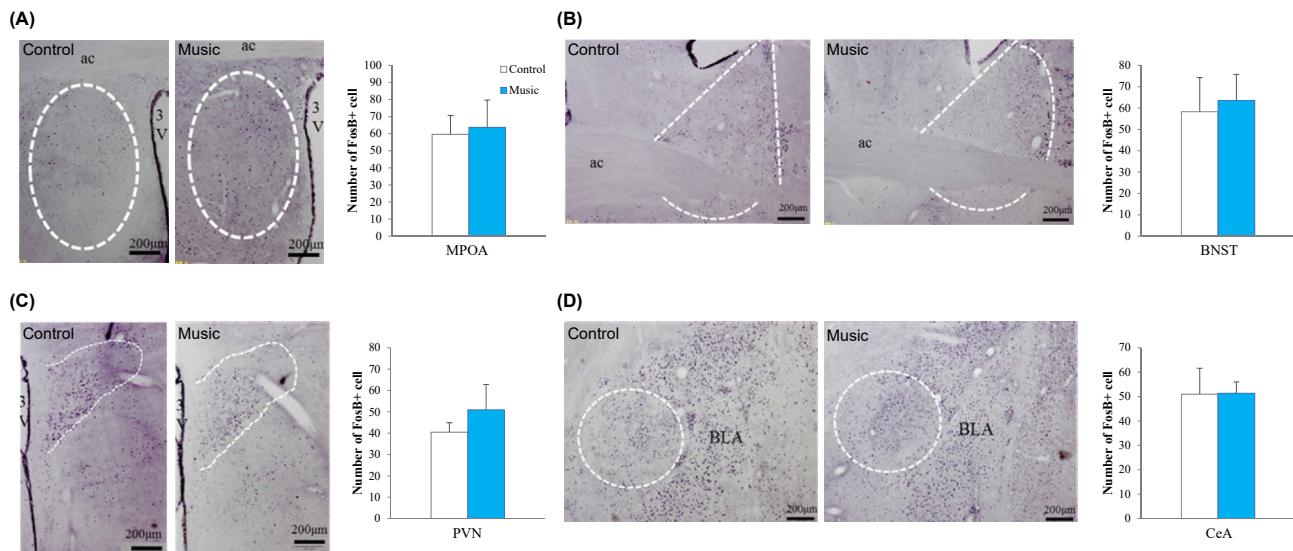 (A)
Control
ac
3
V
200μm
Music
ac
3
V
200μm
Number of FosB+ cell
100
90
80
70
60
50
40
30
20
10
0
Control
Music
MPOA
(B)
Control
ac
200μm
Music
ac
200μm
Number of FosB+ cell
80
70
60
50
40
30
20
10
0
BNST
(C)
Control
3
V
200μm
Music
3
V
200μm
Number of FosB+ cell
80
70
60
50
40
30
20
10
0
PVN
(D)
Control
BLA
200μm
Music
BLA
200μm
Number of FosB+ cell
70
60
50
40
30
20
10
0
CeA